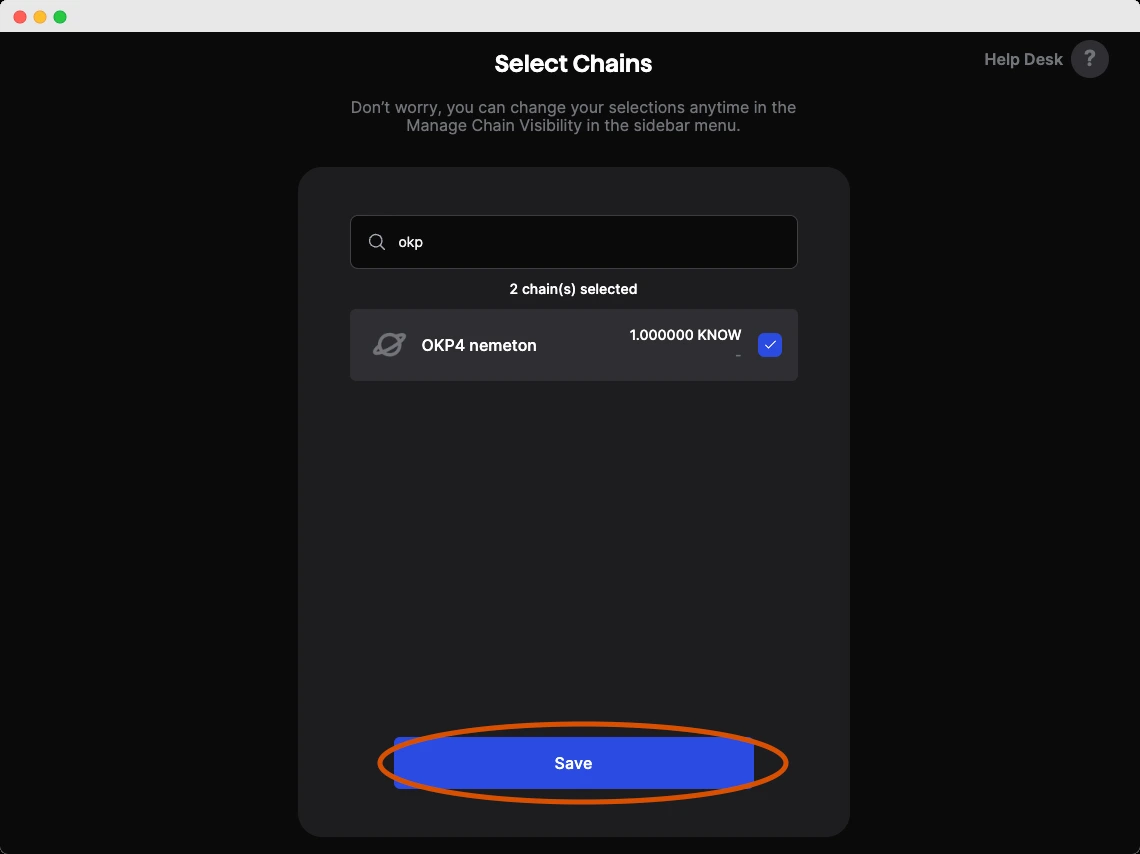 Select Chains
Help Desk
?
Don’t worry, you can change your selections anytime in the
Manage Chain Visibility in the sidebar menu.
okp
2 chain(s) selected
OKP4 nemeton
1.000000 KNOW
-
Save